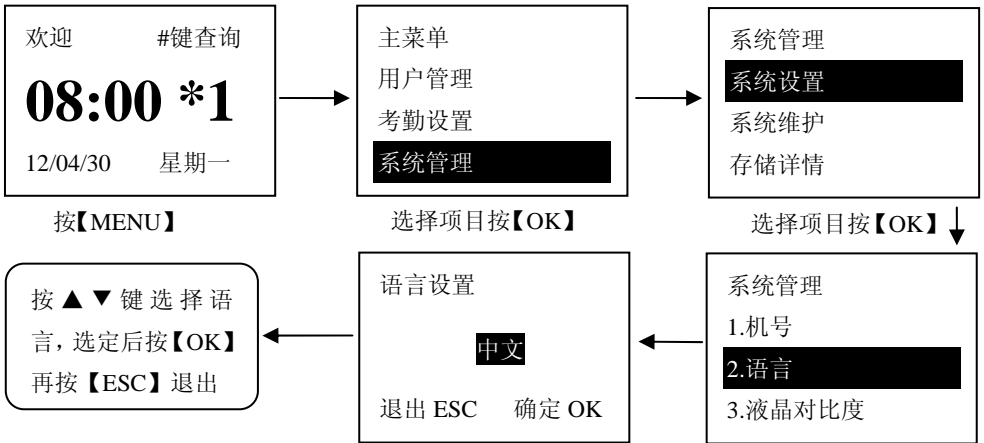 欢迎 #键查询
08:00 *1
12/04/30 星期一
按【MENU】
主菜单
用户管理
考勤设置
系统管理
选择项目按【OK】
系统管理
系统设置
系统维护
存储详情
选择项目按【OK】
系统管理
1.机号
2.语言
3.液晶对比度
语言设置
中文
退出 ESC 确定 OK
按▲▼键选择语
言,选定后按【OK】
再按【ESC】退出